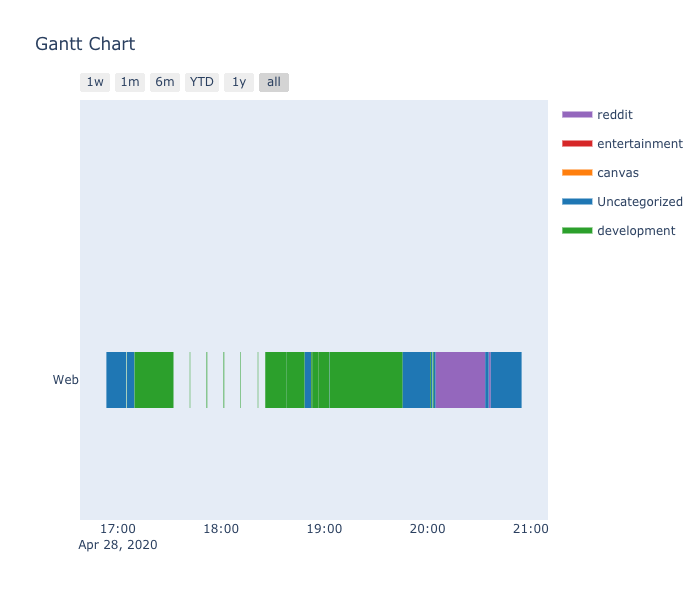 Gantt Chart
1w 1m 6m YTD 1y all
reddit
entertainment
canvas
Uncategorized
development
Web
17:00 18:00 19:00 20:00 21:00
Apr 28, 2020